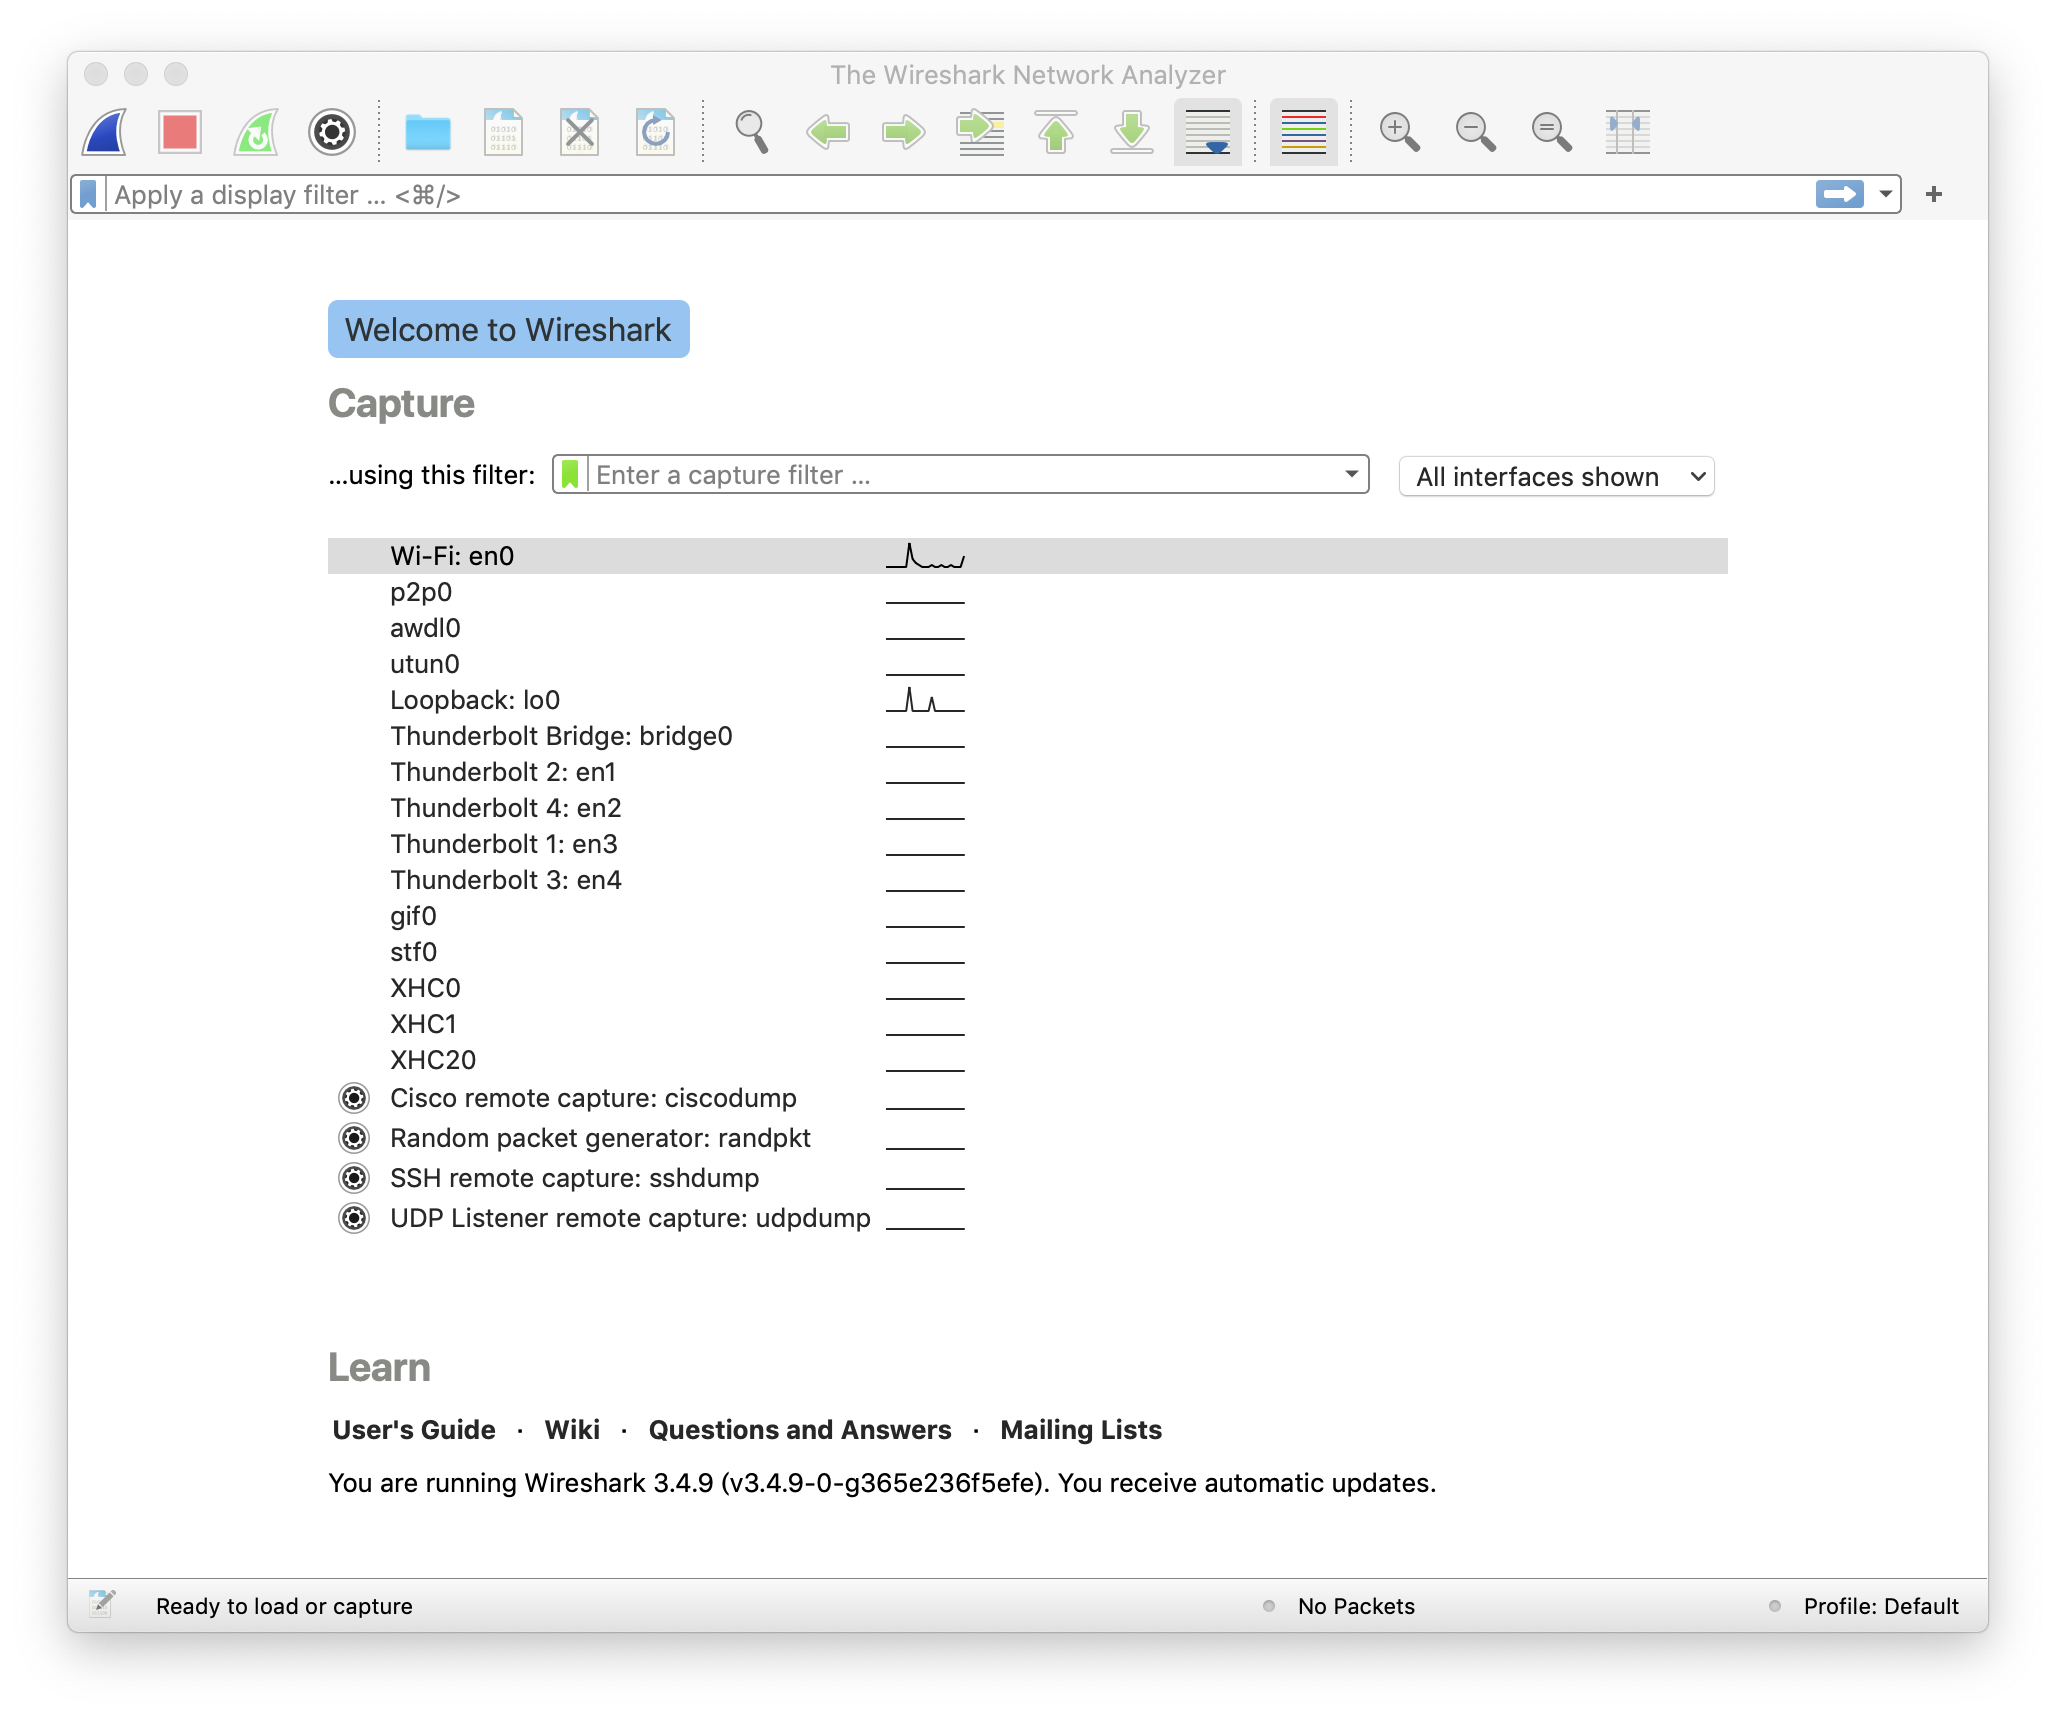 The Wireshark Network Analyzer
Apply a display filter ... <⌘/>
Welcome to Wireshark
Capture
...using this filter: Enter a capture filter ... All interfaces shown
Wi-Fi: en0
p2p0
awdl0
utun0
Loopback: lo0
Thunderbolt Bridge: bridge0
Thunderbolt 2: en1
Thunderbolt 4: en2
Thunderbolt 1: en3
Thunderbolt 3: en4
gif0
stf0
XHC0
XHC1
XHC20
Cisco remote capture: ciscodump
Random packet generator: randpkt
SSH remote capture: sshdump
UDP Listener remote capture: udpdump
Learn
User's Guide · Wiki · Questions and Answers · Mailing Lists
You are running Wireshark 3.4.9 (v3.4.9-0-g365e236f5efe). You receive automatic updates.
Ready to load or capture No Packets Profile: Default